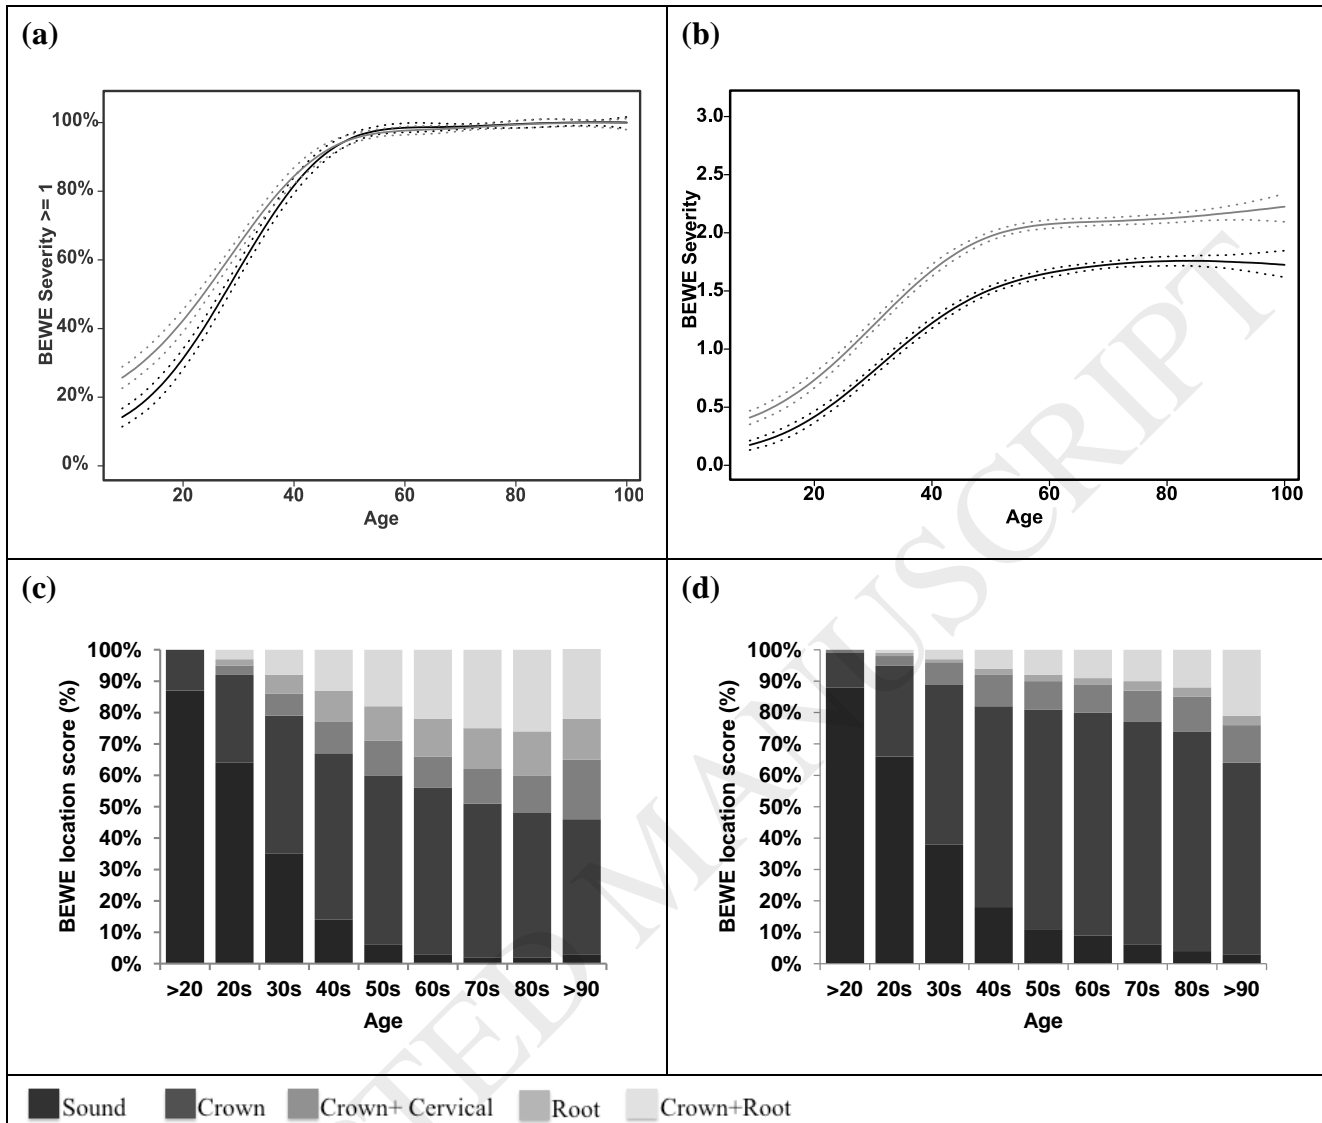 (a)
BEWE Severity >= 1
100%
80%
60%
40%
20%
0%
20 40 60 80 100
Age
(b)
BEWE Severity
3.0
2.5
2.0
1.5
1.0
0.5
0.0
20 40 60 80 100
Age
(c)
BEWE location score (%)
100%
90%
80%
70%
60%
50%
40%
30%
20%
10%
0%
>20 20s 30s 40s 50s 60s 70s 80s >90
Age
(d)
BEWE location score (%)
100%
90%
80%
70%
60%
50%
40%
30%
20%
10%
0%
>20 20s 30s 40s 50s 60s 70s 80s >90
Age
Sound Crown Crown+ Cervical Root Crown+Root
TED MANUSCRIPT